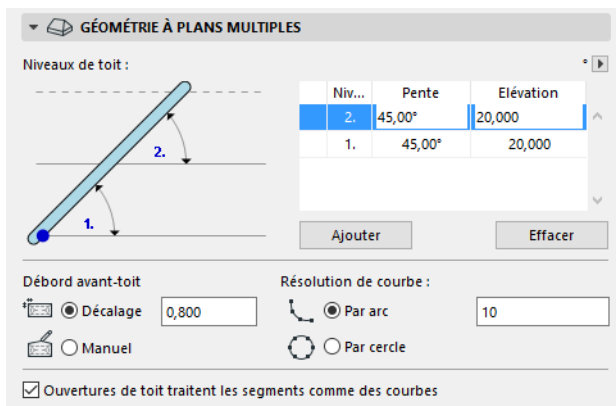 GÉOMÉTRIE À PLANS MULTIPLES
Niveaux de toit :
°
Niv... Pente Elévation
2. 45,00° 20,000
1. 45,00° 20,000
2.
1.
Ajouter Effacer
Débord avant-toit Résolution de courbe :
Décalage 0,800 Par arc 10
Manuel Par cercle
Ouvertures de toit traitent les segments comme des courbes